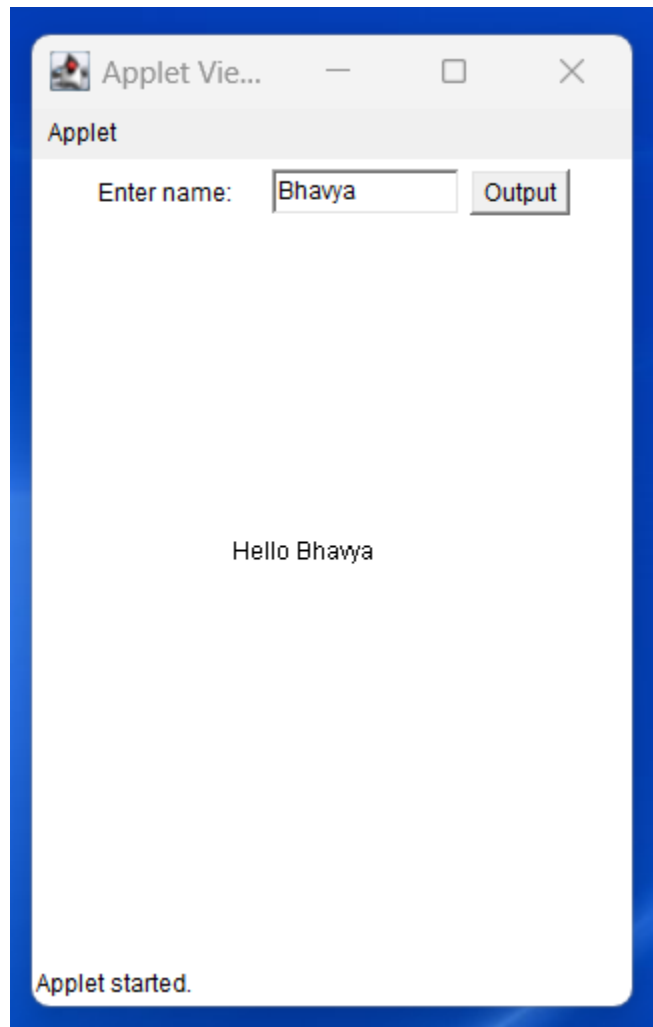 Applet Vie...
Applet
Enter name: Bhavya Output
Hello Bhavya
Applet started.